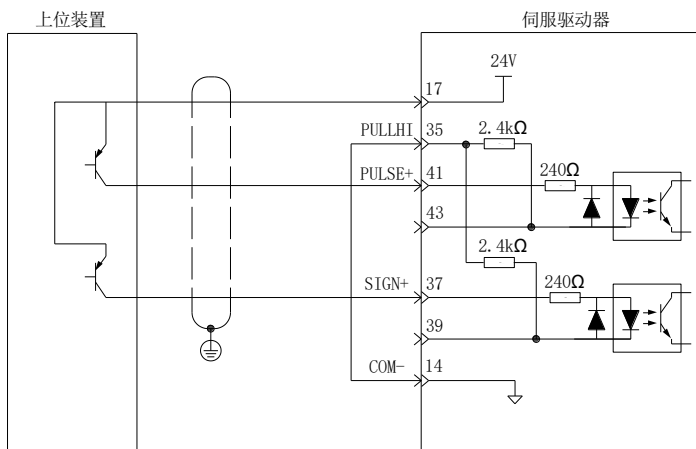 上位装置
伺服驱动器
24V
17
PULLHI 35
2.4kΩ
PULSE+ 41
240Ω
43
2.4kΩ
SIGN+ 37
240Ω
39
COM- 14